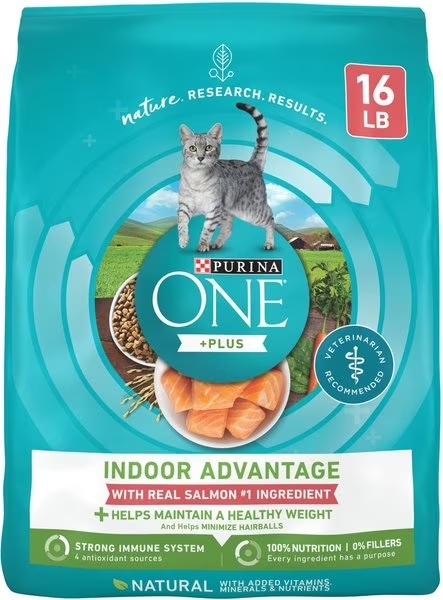 nature. RESEARCH. RESULTS.
16
LB
PURINA
ONE®
+PLUS
VETERINARIAN
RECOMMENDED
INDOOR ADVANTAGE
WITH REAL SALMON #1 INGREDIENT
+ HELPS MAINTAIN A HEALTHY WEIGHT
And Helps MINIMIZE HAIRBALLS
STRONG IMMUNE SYSTEM
4 antioxidant sources
100% NUTRITION | 0% FILLERS
Every ingredient has a purpose
NATURAL WITH ADDED VITAMINS,
MINERALS & NUTRIENTS